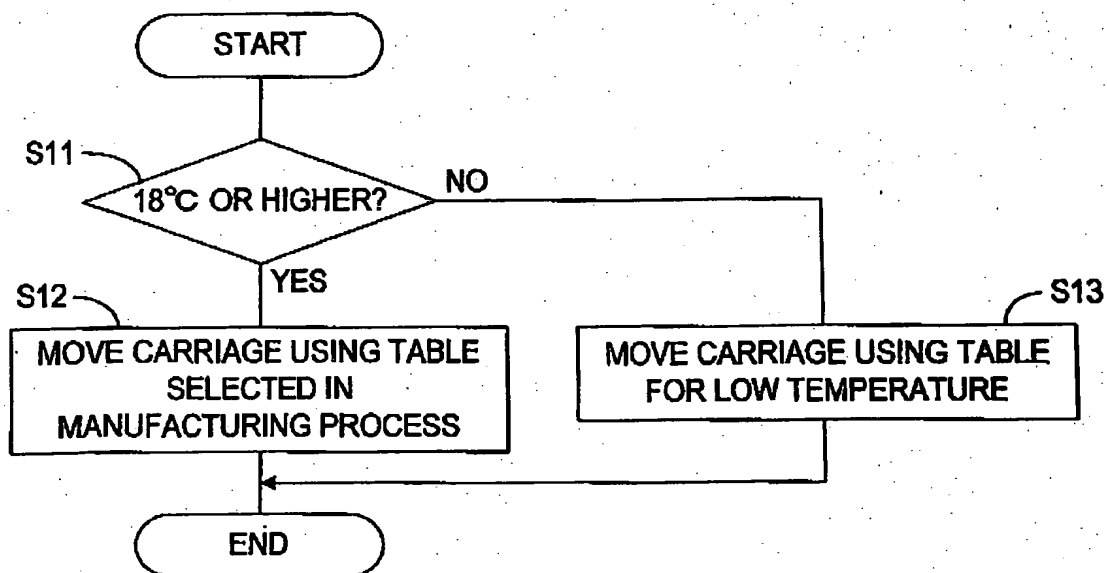 START
S11
18°C OR HIGHER?
NO
YES
S12
MOVE CARRIAGE USING TABLE
SELECTED IN
MANUFACTURING PROCESS
S13
MOVE CARRIAGE USING TABLE
FOR LOW TEMPERATURE
END